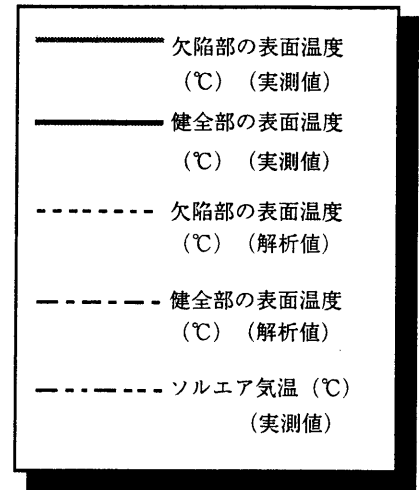 欠陥部の表面温度
（℃）（実測値）
健全部の表面温度
（℃）（実測値）
欠陥部の表面温度
（℃）（解析値）
健全部の表面温度
（℃）（解析値）
ソルエア気温（℃）
（実測値）